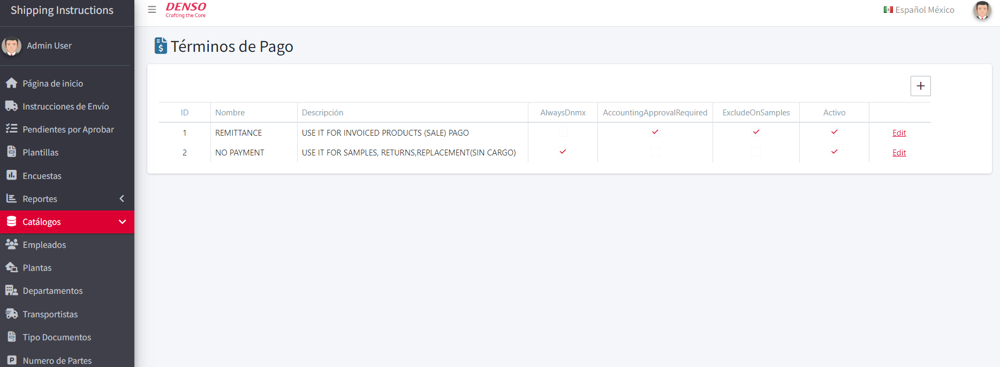 Shipping Instructions
DENSO
Crafting the Core
Español México
Admin User
Página de inicio
Instrucciones de Envío
Pendientes por Aprobar
Plantillas
Encuestas
Reportes
Catálogos
Empleados
Plantas
Departamentos
Transportistas
Tipo Documentos
Numero de Partes
Términos de Pago
ID Nombre Descripción AlwaysDnmx AccountingApprovalRequired ExcludeOnSamples Activo
1 REMITTANCE USE IT FOR INVOICED PRODUCTS (SALE) PAGO Edit
2 NO PAYMENT USE IT FOR SAMPLES, RETURNS,REPLACEMENT(SIN CARGO) Edit